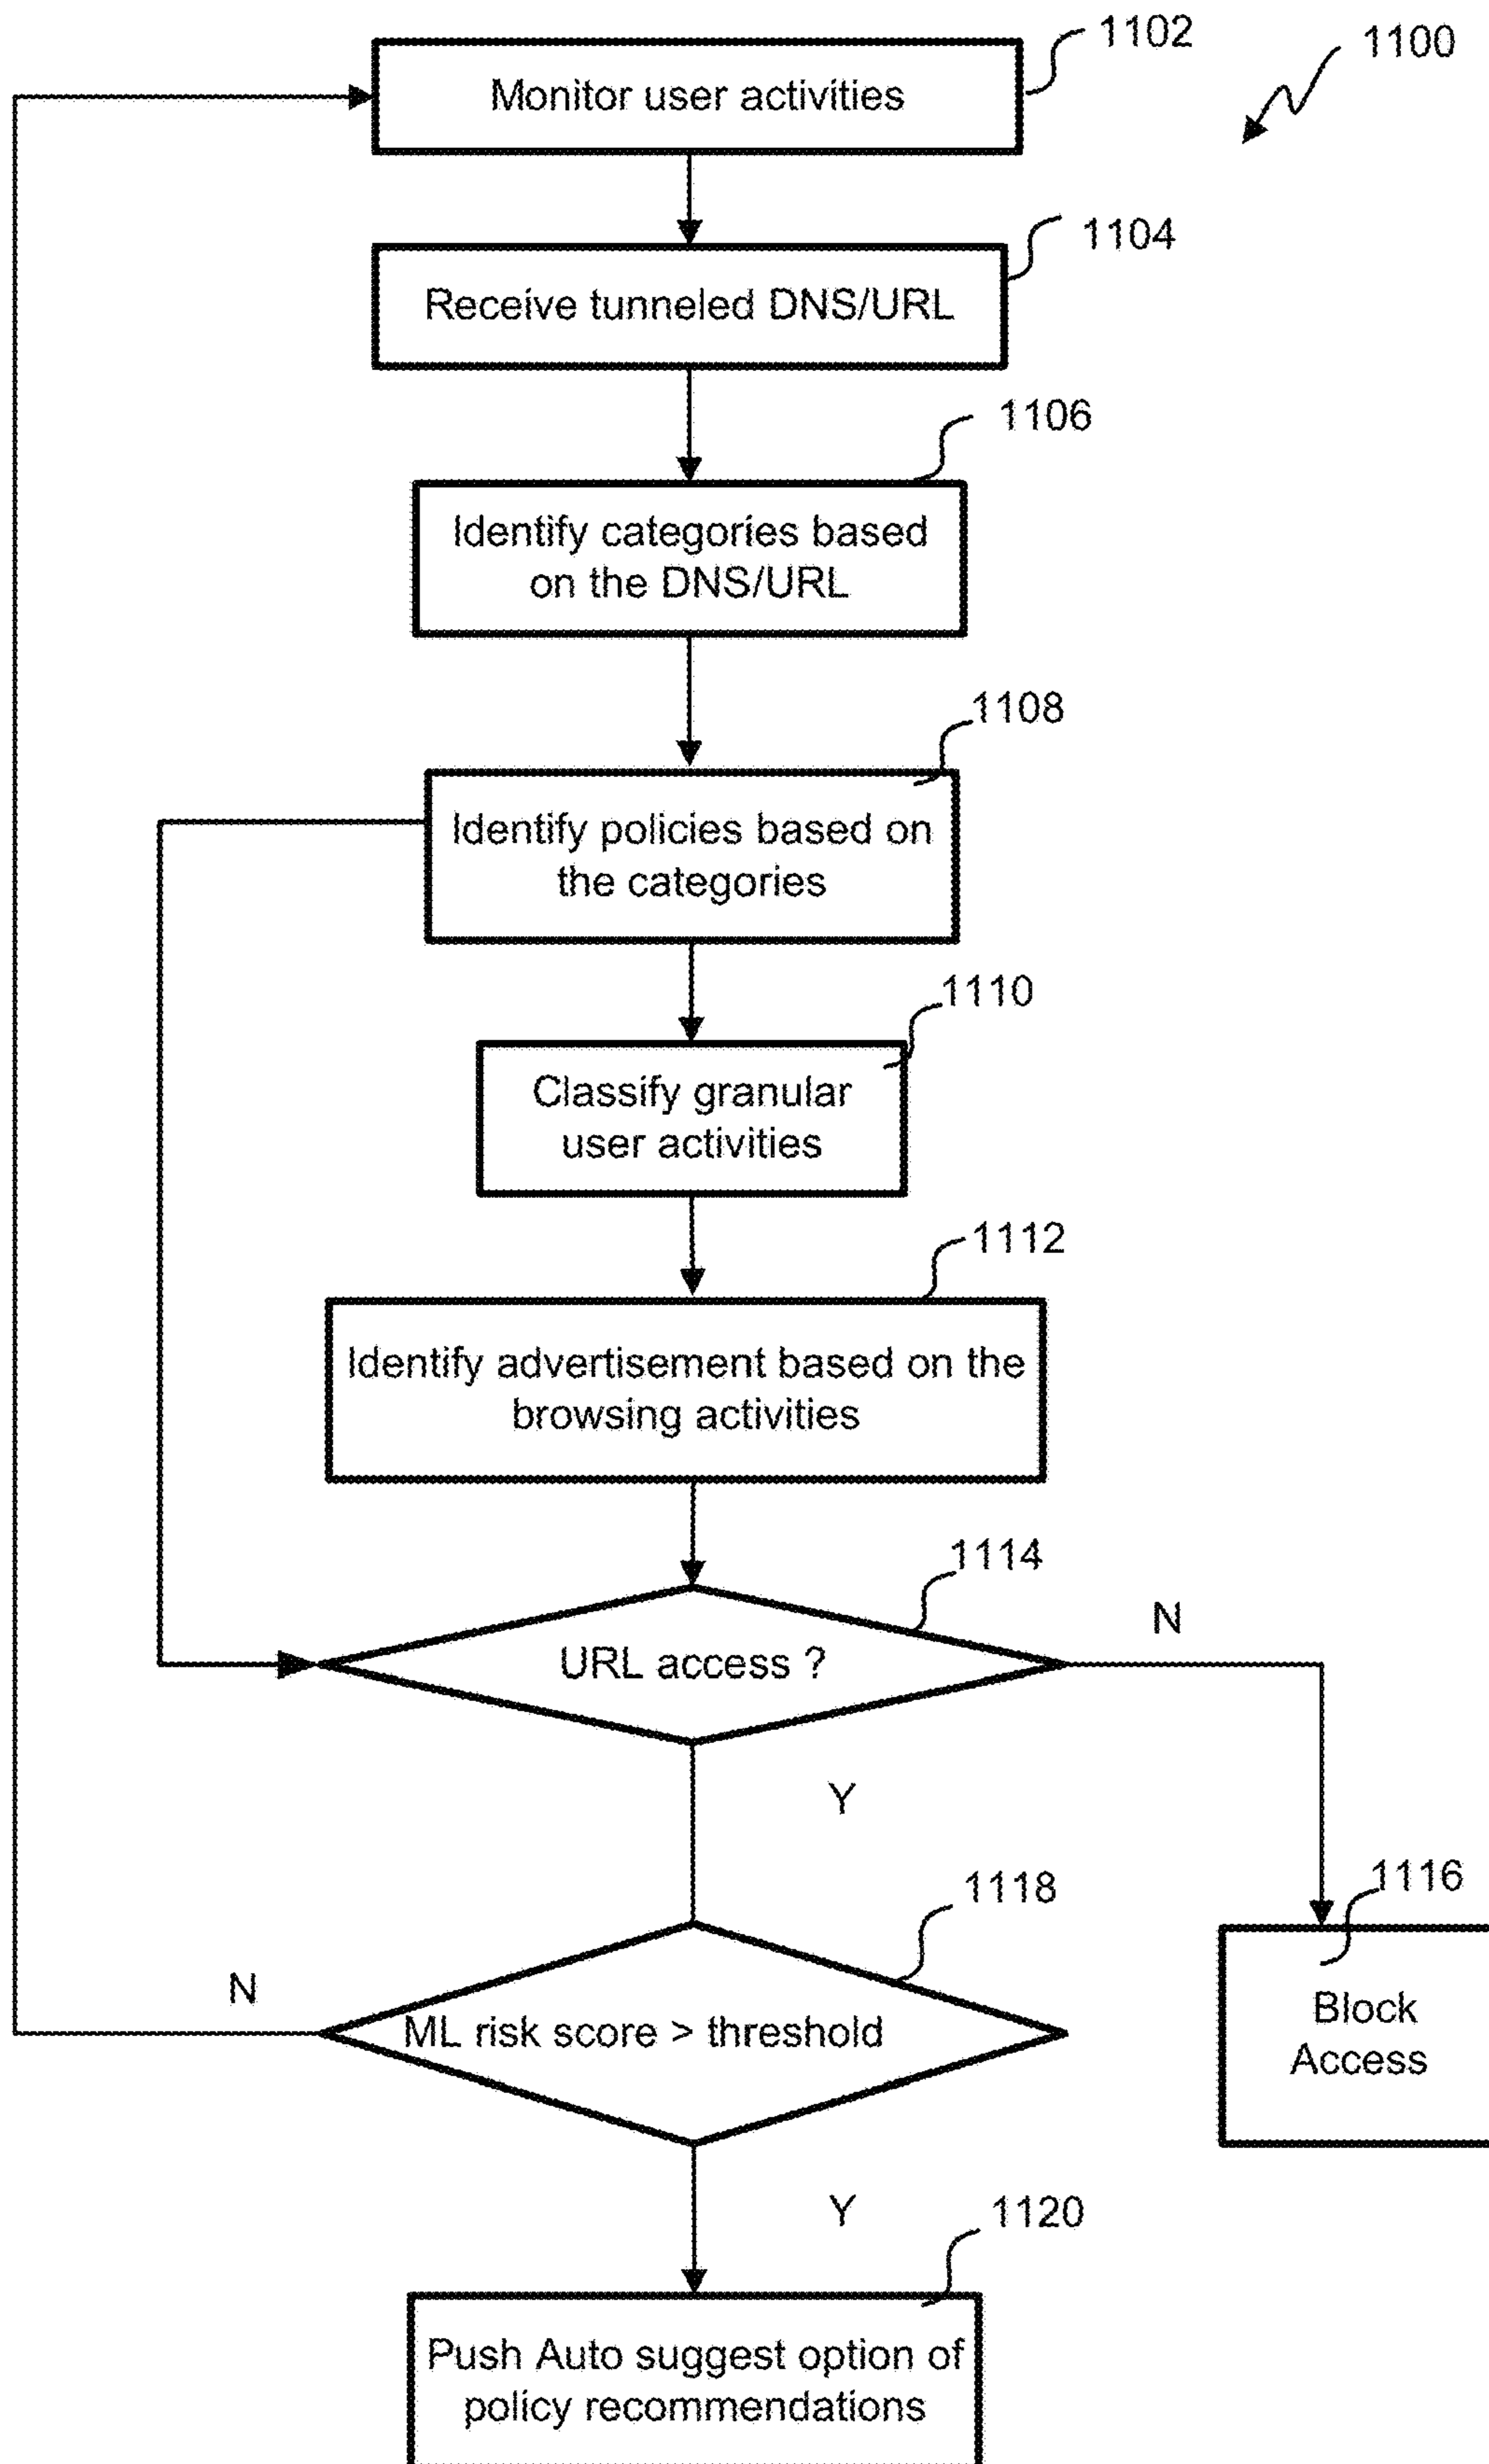 1102
1100
Monitor user activities
1104
Receive tunneled DNS/URL
1106
Identify categories based
on the DNS/URL
1108
Identify policies based on
the categories
1110
Classify granular
user activities
1112
Identify advertisement based on the
browsing activities
1114
N
URL access ?
Y
1116
1118
N
Block
Access
ML risk score > threshold
Y
1120
Push Auto suggest option of
policy recommendations